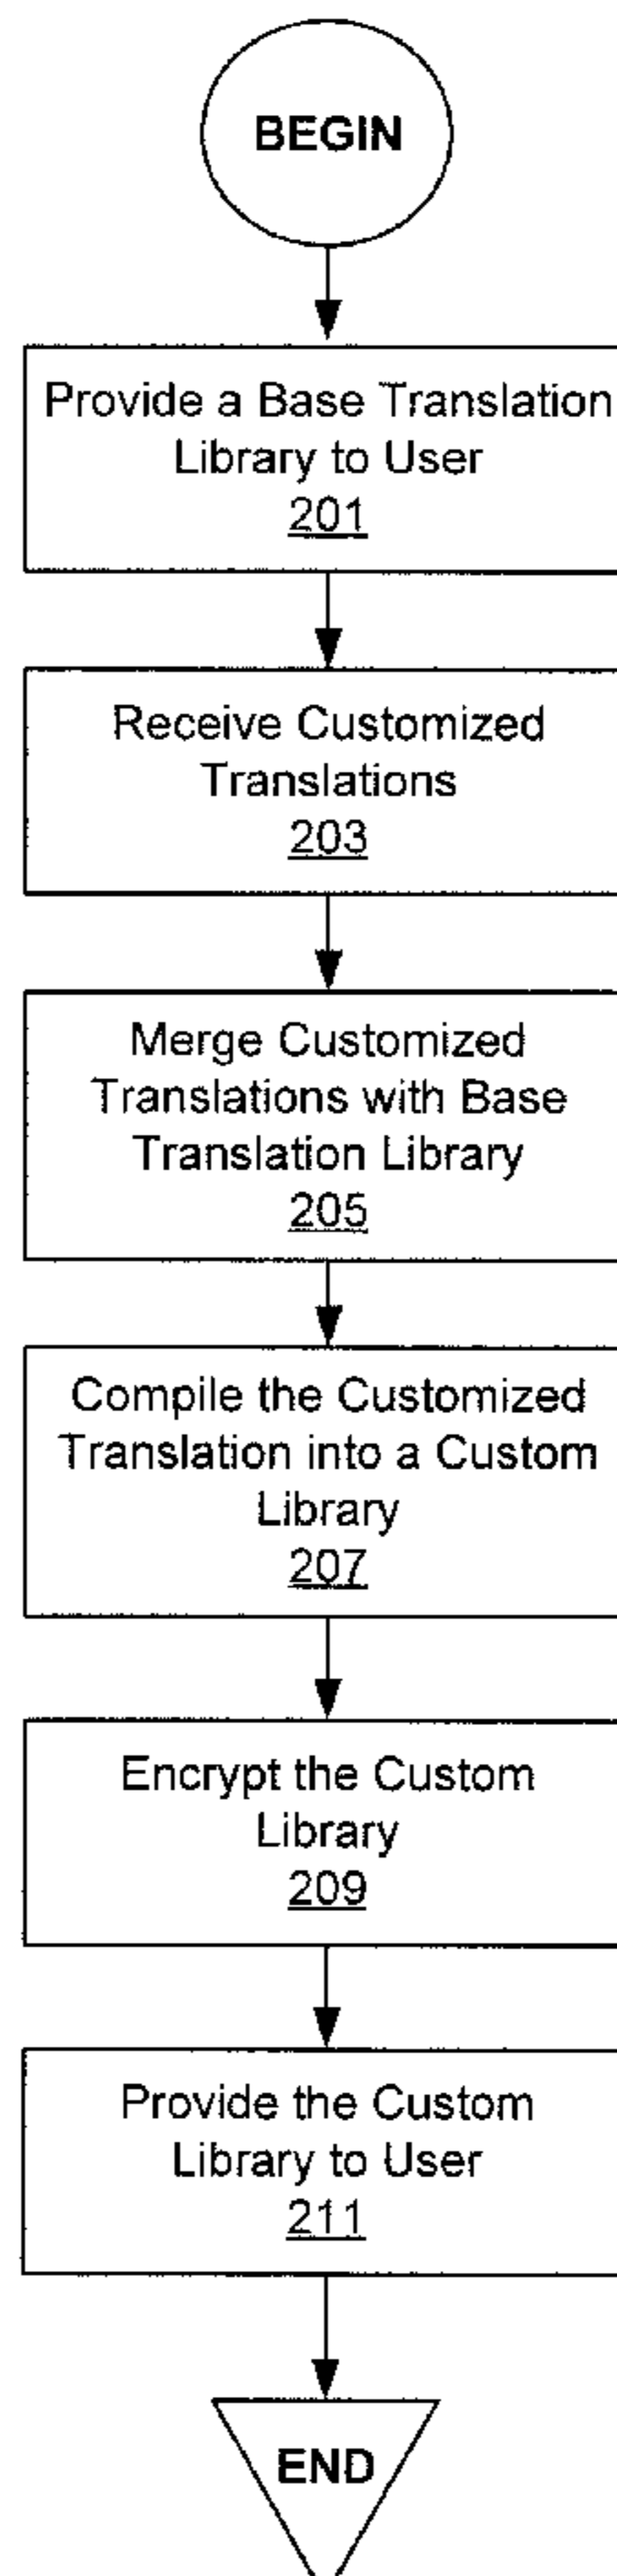 BEGIN
Provide a Base Translation
Library to User
201
Receive Customized
Translations
203
Merge Customized
Translations with Base
Translation Library
205
Compile the Customized
Translation into a Custom
Library
207
Encrypt the Custom
Library
209
Provide the Custom
Library to User
211
END